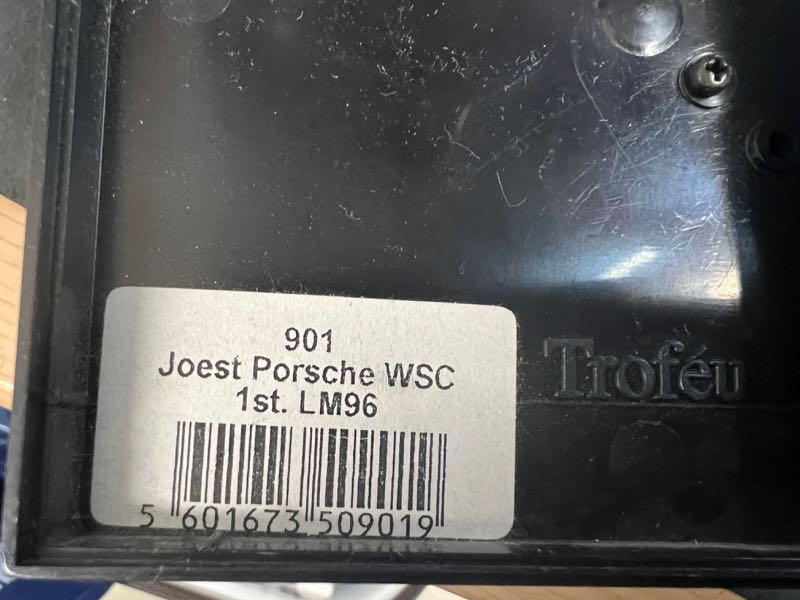 901
Joest Porsche WSC
1st. LM96
5 601673 509019
Troféu